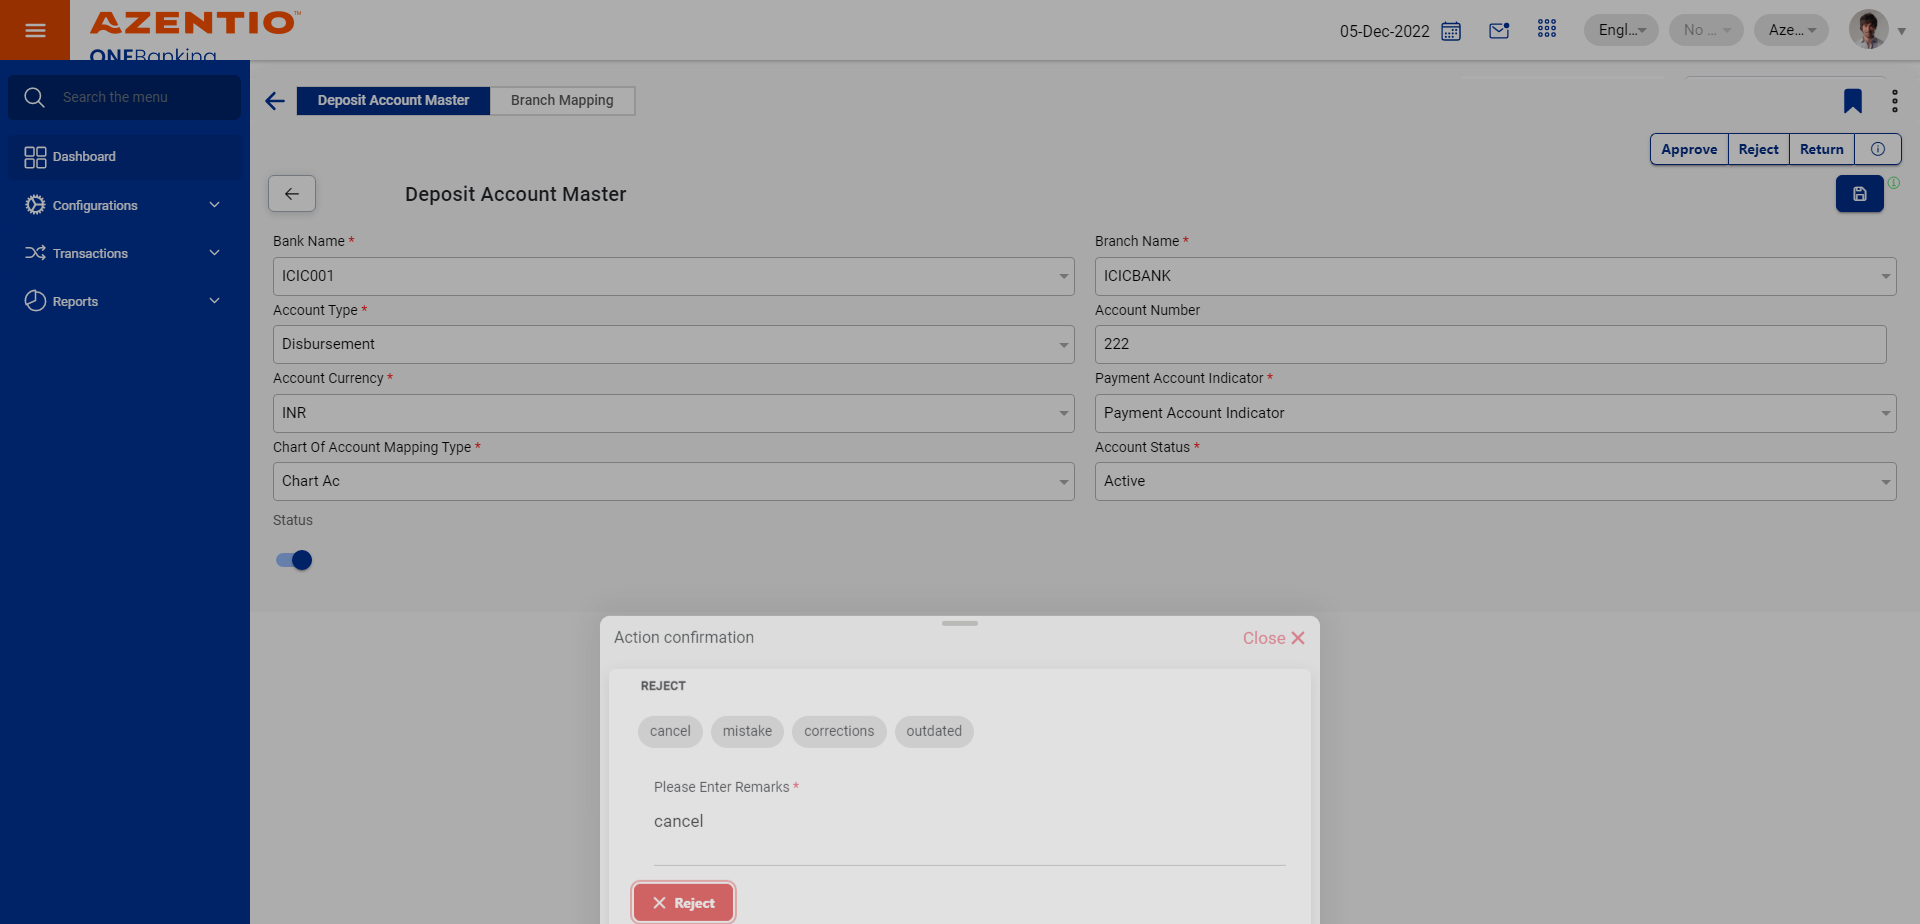 AZENTIO™
ONEBanking
05-Dec-2022
Engl...
No ...
Aze...
Search the menu
Dashboard
Configurations
Transactions
Reports
Deposit Account Master
Branch Mapping
Approve
Reject
Return
Deposit Account Master
Bank Name *
Branch Name *
ICIC001
ICICBANK
Account Type *
Account Number
Disbursement
222
Account Currency *
Payment Account Indicator *
INR
Payment Account Indicator
Chart Of Account Mapping Type *
Account Status *
Chart Ac
Active
Status
Action confirmation
Close
REJECT
cancel
mistake
corrections
outdated
Please Enter Remarks *
cancel
Reject